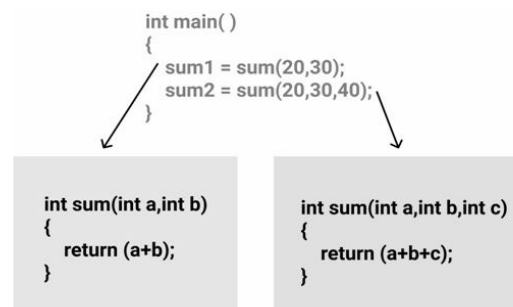 int main( )
{
sum1 = sum(20,30);
sum2 = sum(20,30,40);
}
int sum(int a,int b)
{
return (a+b);
}
int sum(int a,int b,int c)
{
return (a+b+c);
}